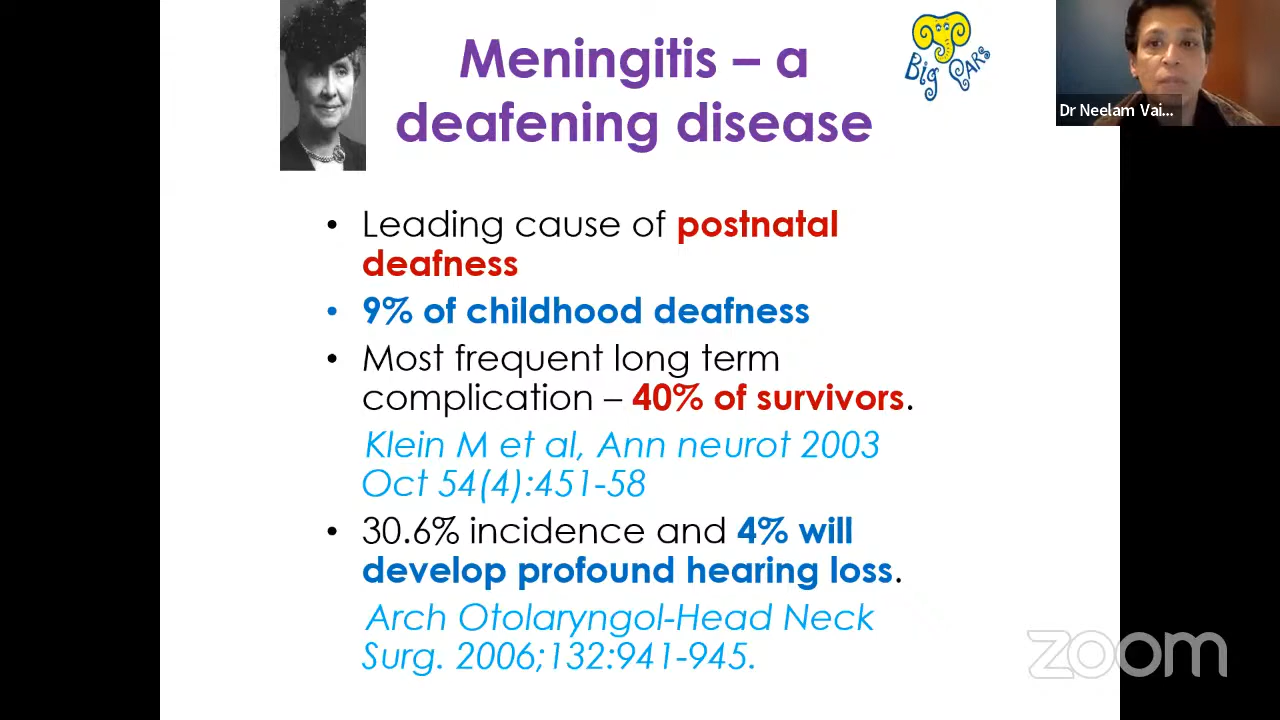 Meningitis – a
deafening disease
Big EARS
Dr Neelam Vai...
• Leading cause of postnatal
deafness
• 9% of childhood deafness
• Most frequent long term
complication – 40% of survivors.
Klein M et al, Ann neurot 2003
Oct 54(4):451-58
• 30.6% incidence and 4% will
develop profound hearing loss.
Arch Otolaryngol-Head Neck
Surg. 2006;132:941-945.
zoom